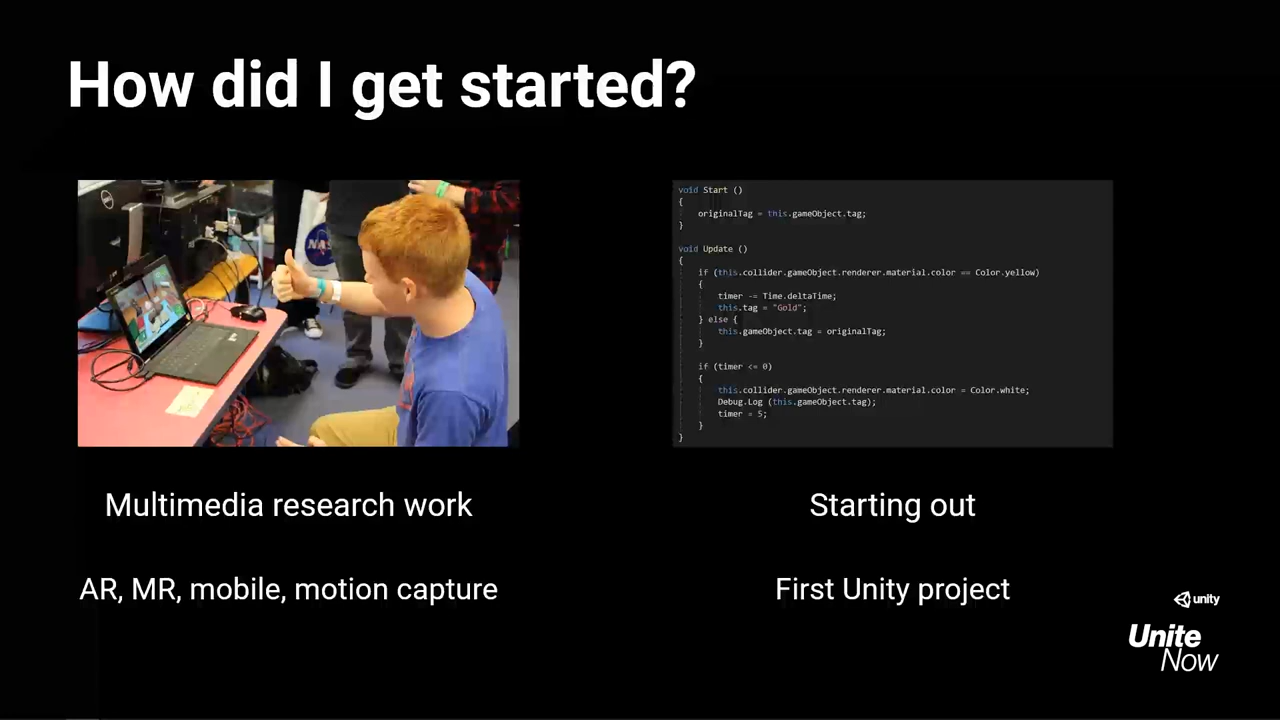 How did I get started?
NASA
void Start ()
{
originalTag = this.gameObject.tag;
}
void Update ()
{
if (this.collider.gameObject.renderer.material.color == Color.yellow)
{
timer -= Time.deltaTime;
this.tag = "Gold";
} else {
this.gameObject.tag = originalTag;
}
if (timer <= 0)
{
this.collider.gameObject.renderer.material.color = Color.white;
Debug.Log (this.gameObject.tag);
timer = 5;
}
}
Multimedia research work
Starting out
AR, MR, mobile, motion capture
First Unity project
unity
Unite
Now